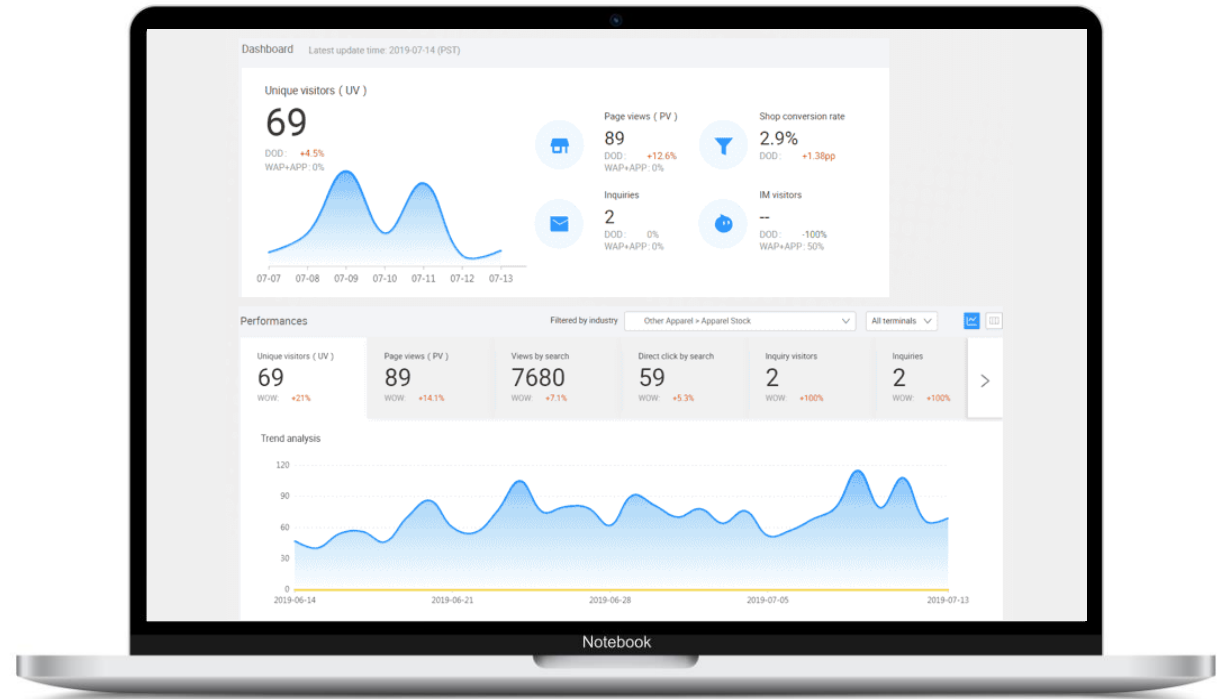 Dashboard Latest update time: 2019-07-14 (PST)
Unique visitors ( UV )
69
DOD: +4.5%
WAP+APP: 0%
07-07 07-08 07-09 07-10 07-11 07-12 07-13
Page views ( PV )
89
DOD: +12.6%
WAP+APP: 0%
Shop conversion rate
2.9%
DOD: +1.38pp
Inquiries
2
DOD: 0%
WAP+APP: 0%
IM visitors
--
DOD: -100%
WAP+APP: 50%
Performances Filtered by industry Other Apparel > Apparel Stock All terminals
Unique visitors ( UV )
69
WOW: +21%
Page views ( PV )
89
WOW: +14.1%
Views by search
7680
WOW: +7.1%
Direct click by search
59
WOW: +5.3%
Inquiry visitors
2
WOW: +100%
Inquiries
2
WOW: +100%
Trend analysis
120
90
60
30
0
2019-06-14 2019-06-21 2019-06-28 2019-07-05 2019-07-13
Notebook